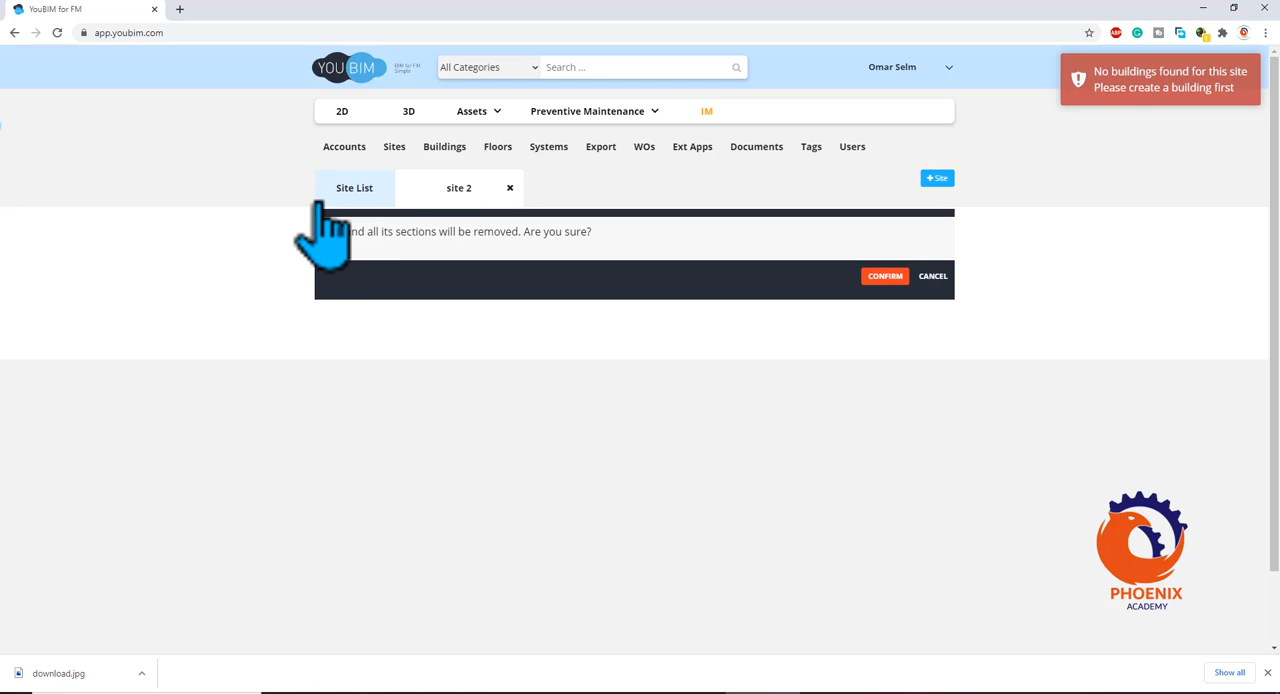 YouBIM for FM
app.youbim.com
ABP
YOU BIM
BIM for FM.
Simple
All Categories
Search ...
Omar Selm
No buildings found for this site
Please create a building first
2D 3D Assets Preventive Maintenance IM
Accounts Sites Buildings Floors Systems Export WOs Ext Apps Documents Tags Users
Site List site 2
+ Site
all its sections will be removed. Are you sure?
CONFIRM CANCEL
PHOENIX
ACADEMY
download.jpg
Show all